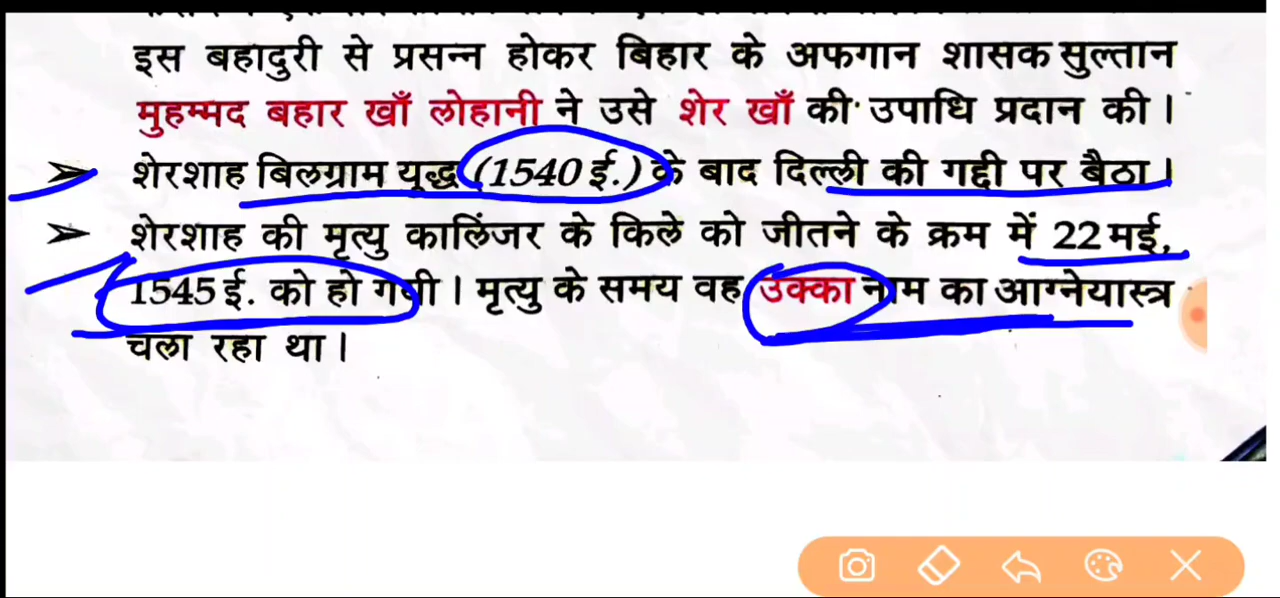 इस बहादुरी से प्रसन्न होकर बिहार के अफगान शासक सुल्तान
मुहम्मद बहार खाँ लोहानी ने उसे शेर खाँ की उपाधि प्रदान की।
➢ शेरशाह बिलग्राम युद्ध (1540 ई.) के बाद दिल्ली की गद्दी पर बैठा।
➢ शेरशाह की मृत्यु कालिंजर के किले को जीतने के क्रम में 22 मई,
1545 ई. को हो गयी। मृत्यु के समय वह उक्का नाम का आग्नेयास्त्र
चला रहा था।